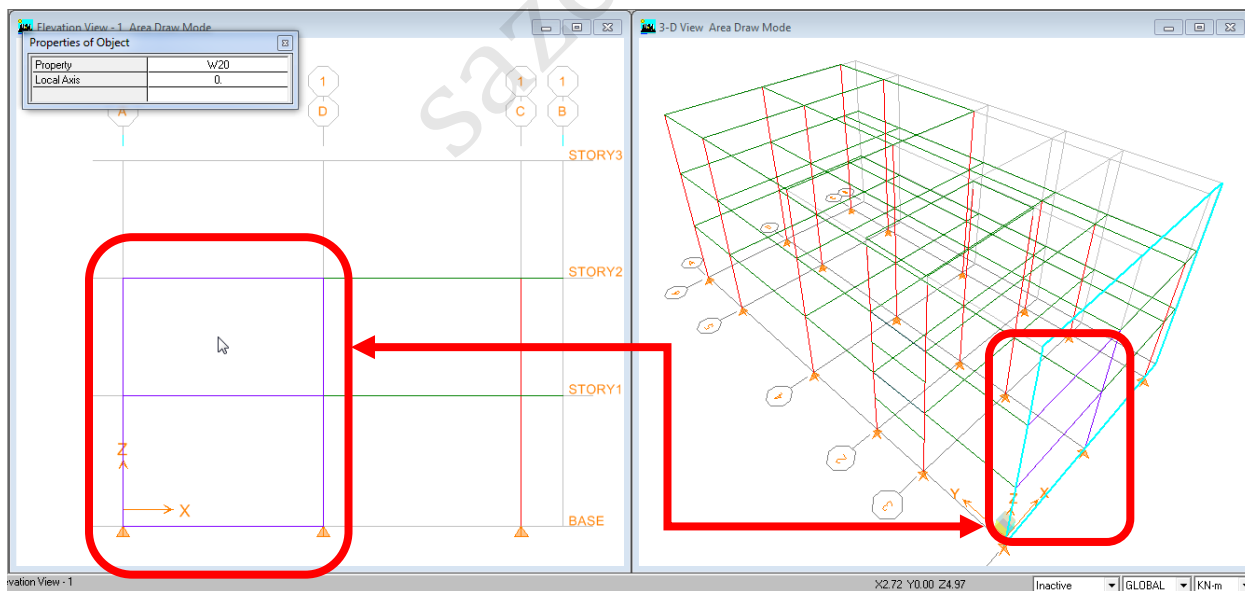 Elevation View - 1 Area Draw Mode
Properties of Object
Property W20
Local Axis 0.
A
1
D
1
C
1
B
STORY3
STORY2
STORY1
BASE
Z
X
3-D View Area Draw Mode
Y
Z
X
evation View - 1
X2.72 Y0.00 Z4.97
Inactive
GLOBAL
KN-m